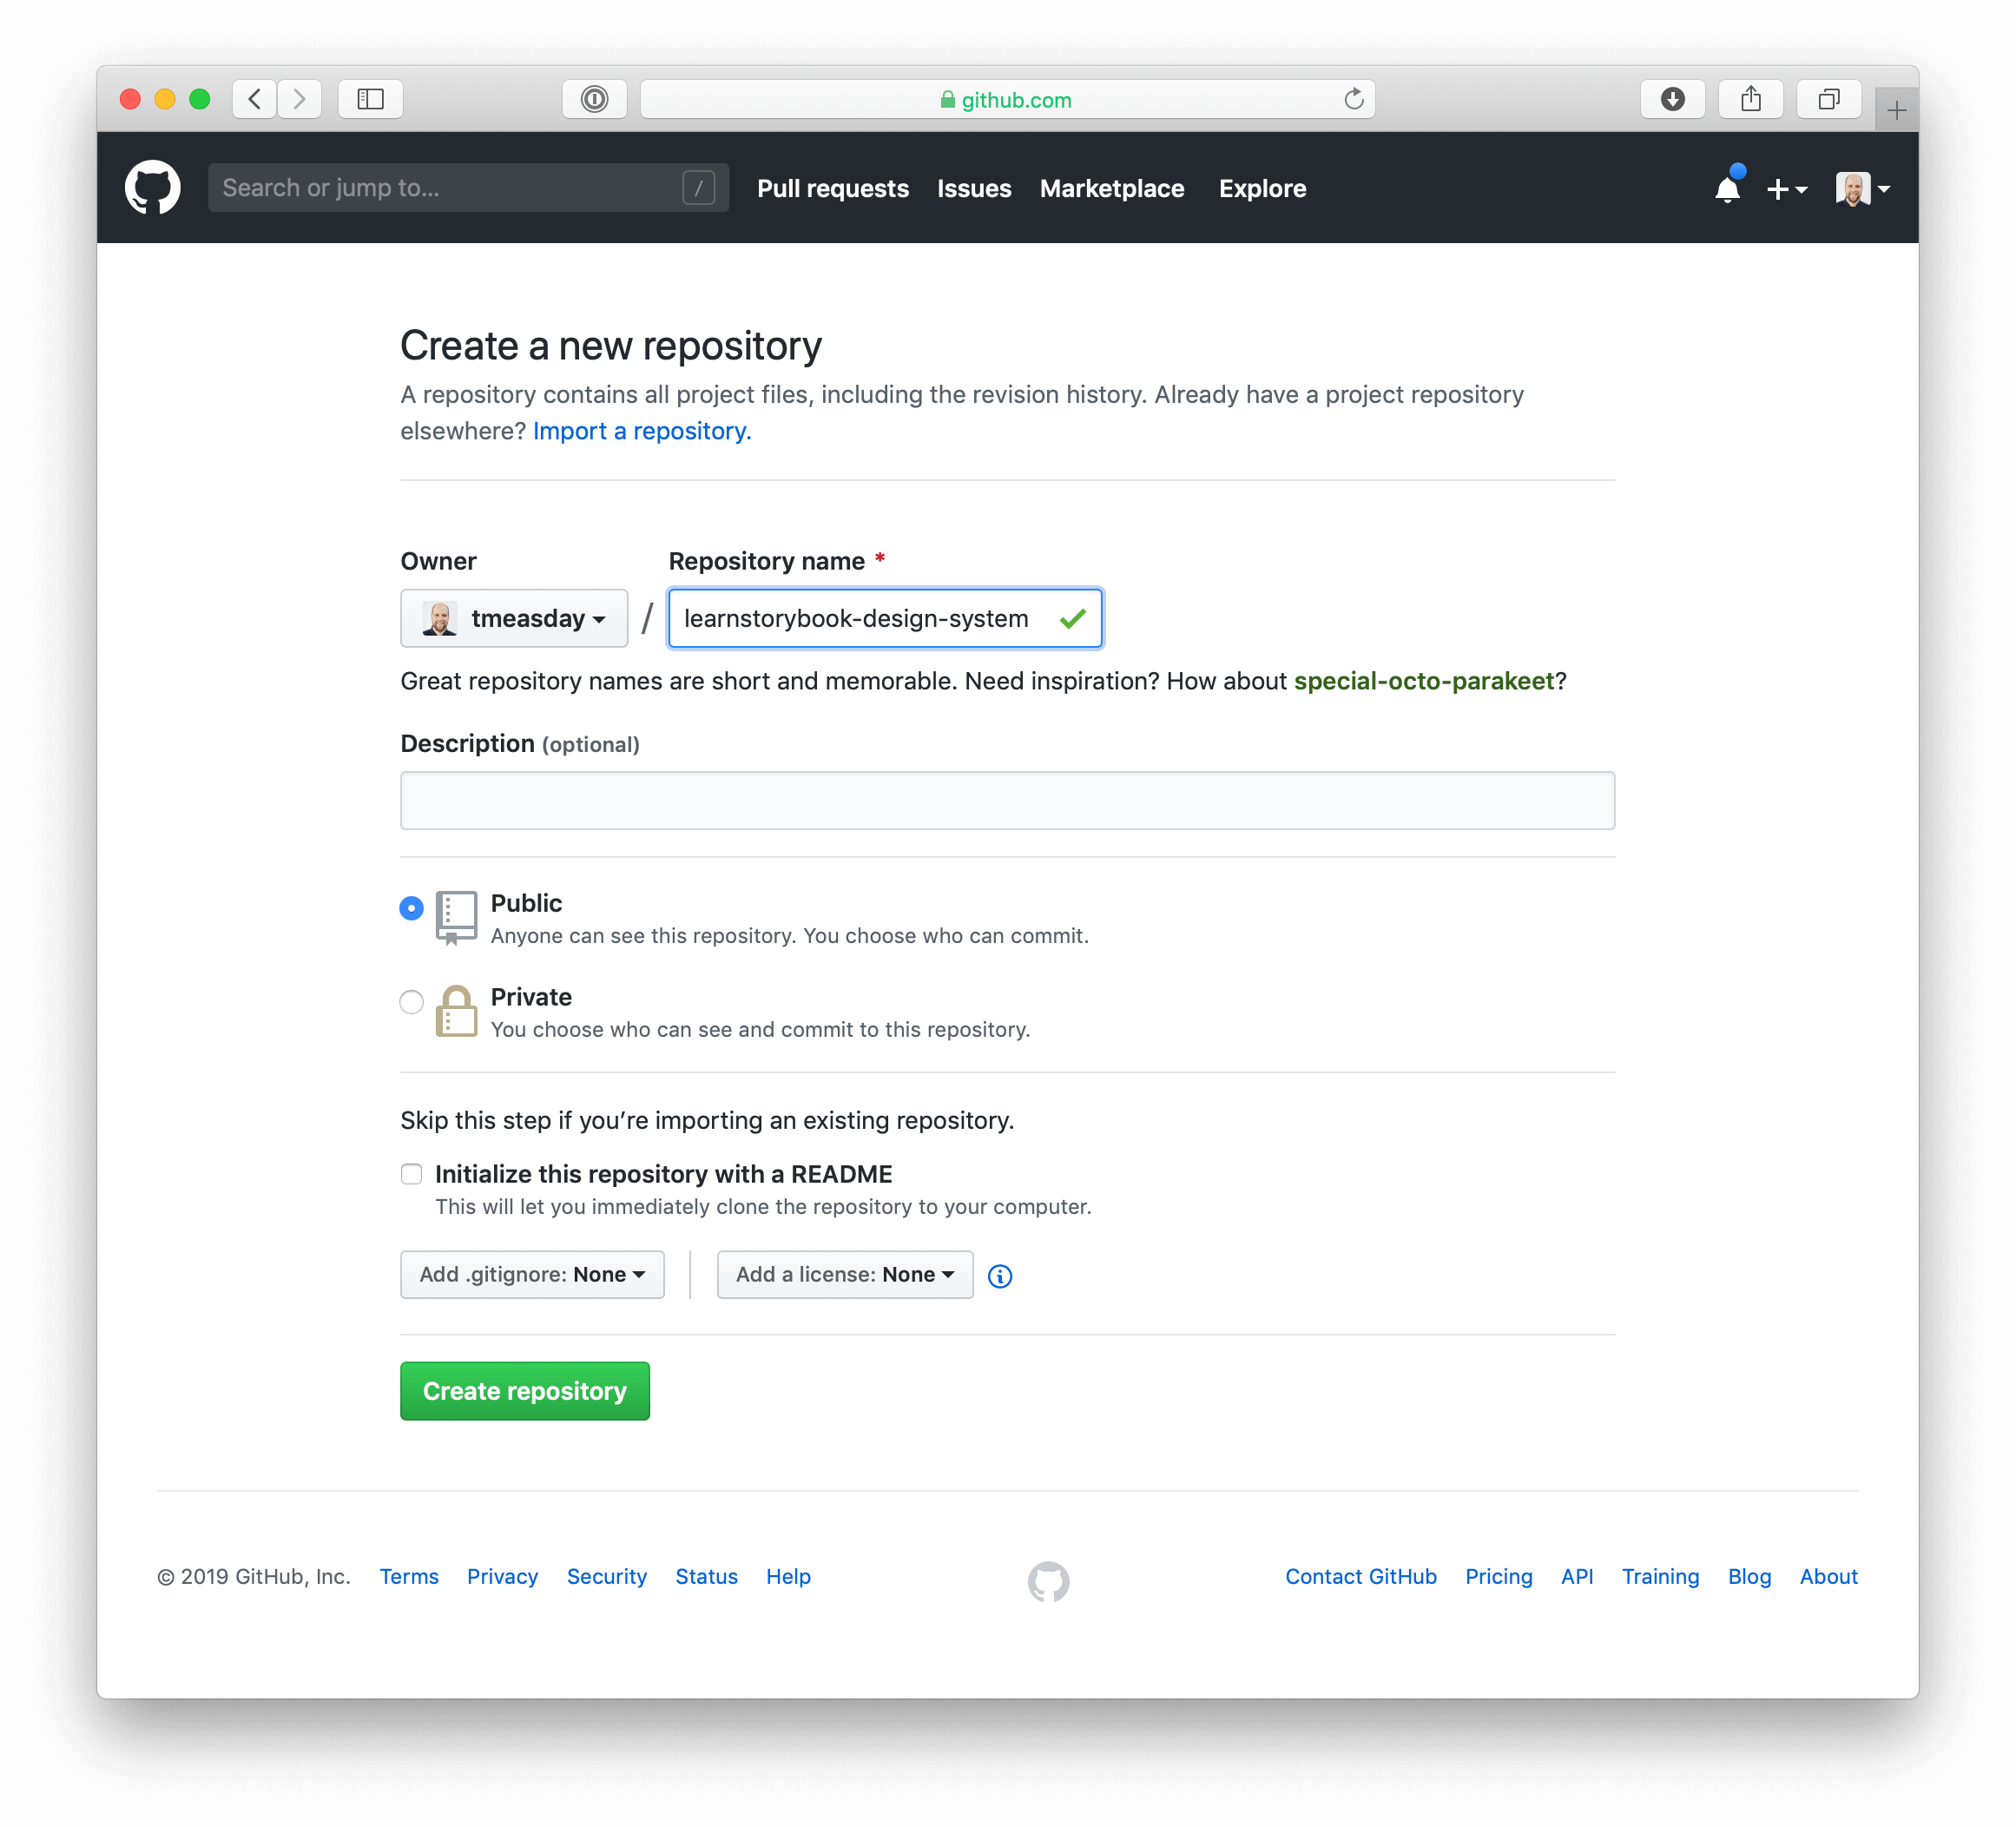 github.com
Search or jump to... /
Pull requests Issues Marketplace Explore
Create a new repository
A repository contains all project files, including the revision history. Already have a project repository
elsewhere? Import a repository.
Owner Repository name *
tmeasday / learnstorybook-design-system
Great repository names are short and memorable. Need inspiration? How about special-octo-parakeet?
Description (optional)
Public
Anyone can see this repository. You choose who can commit.
Private
You choose who can see and commit to this repository.
Skip this step if you’re importing an existing repository.
Initialize this repository with a README
This will let you immediately clone the repository to your computer.
Add .gitignore: None Add a license: None
Create repository
© 2019 GitHub, Inc. Terms Privacy Security Status Help Contact GitHub Pricing API Training Blog About